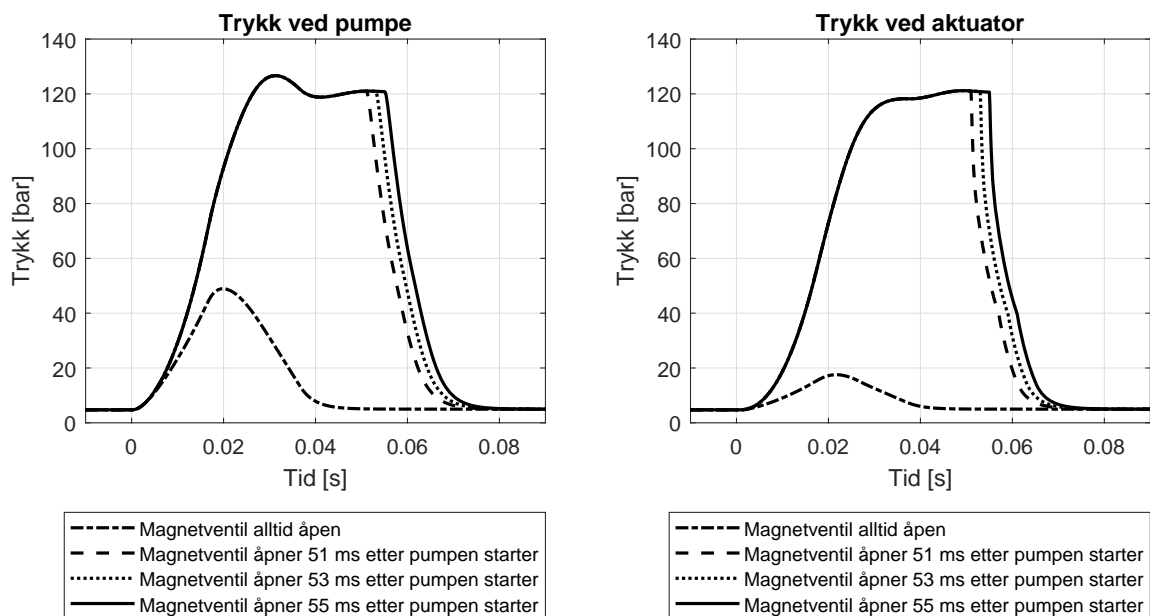 Trykk ved pumpe
140
120
100
80
60
40
20
0
Trykk [bar]
0 0.02 0.04 0.06 0.08
Tid [s]
Magnetventil alltid åpen
Magnetventil åpner 51 ms etter pumpen starter
Magnetventil åpner 53 ms etter pumpen starter
Magnetventil åpner 55 ms etter pumpen starter
Trykk ved aktuator
140
120
100
80
60
40
20
0
Trykk [bar]
0 0.02 0.04 0.06 0.08
Tid [s]
Magnetventil alltid åpen
Magnetventil åpner 51 ms etter pumpen starter
Magnetventil åpner 53 ms etter pumpen starter
Magnetventil åpner 55 ms etter pumpen starter